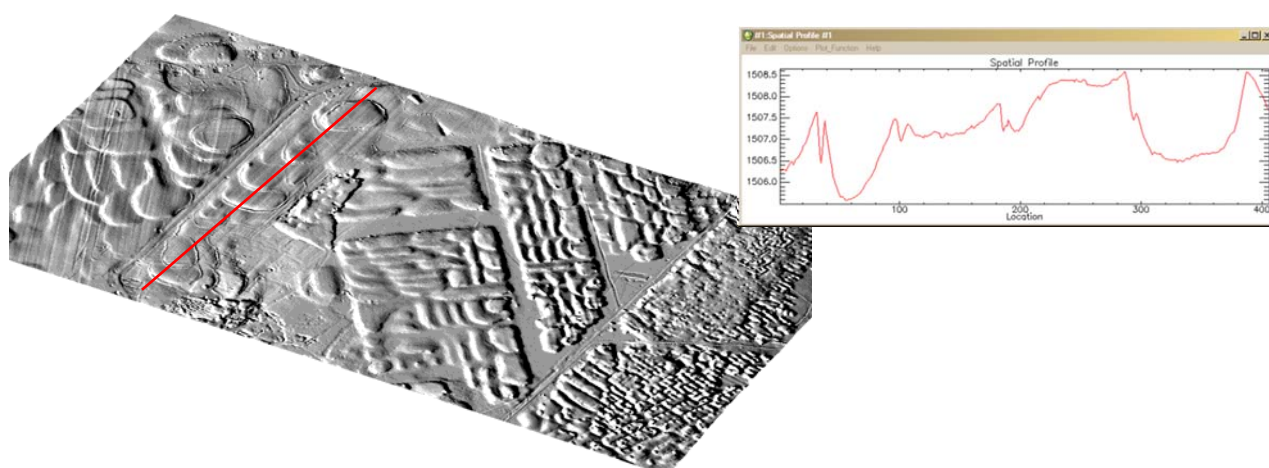 #1:Spatial Profile #1
File Edit Options Plot_Function Help
Spatial Profile
1508.5
1508.0
1507.5
1507.0
1506.5
1506.0
100 200 300 400
Location